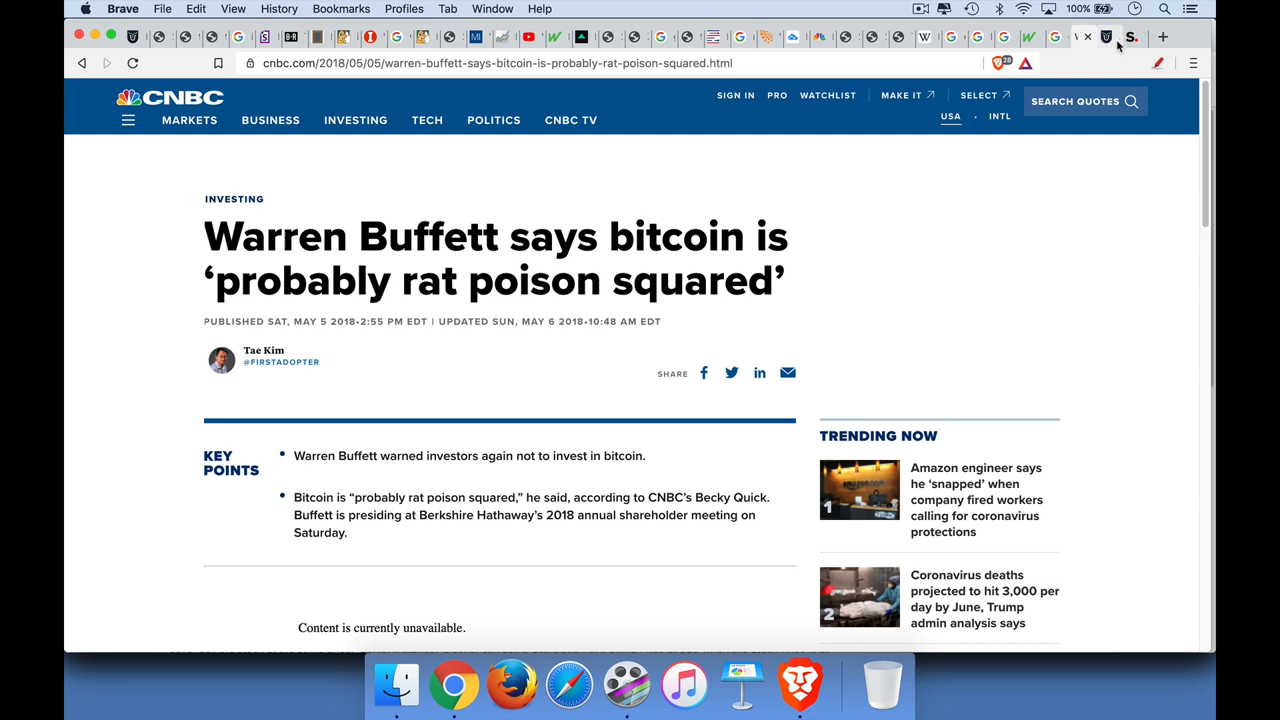 Brave File Edit View History Bookmarks Profiles Tab Window Help 100%
cnbc.com/2018/05/05/warren-buffett-says-bitcoin-is-probably-rat-poison-squared.html
CNBC
SIGN IN PRO WATCHLIST MAKE IT SELECT
SEARCH QUOTES
USA · INTL
MARKETS BUSINESS INVESTING TECH POLITICS CNBC TV
INVESTING
Warren Buffett says bitcoin is
‘probably rat poison squared’
PUBLISHED SAT, MAY 5 2018•2:55 PM EDT | UPDATED SUN, MAY 6 2018•10:48 AM EDT
Tae Kim
@FIRSTADOPTER
SHARE
KEY
POINTS
• Warren Buffett warned investors again not to invest in bitcoin.
• Bitcoin is “probably rat poison squared,” he said, according to CNBC’s Becky Quick.
Buffett is presiding at Berkshire Hathaway’s 2018 annual shareholder meeting on
Saturday.
Content is currently unavailable.
TRENDING NOW
1
Amazon engineer says
he ‘snapped’ when
company fired workers
calling for coronavirus
protections
2
Coronavirus deaths
projected to hit 3,000 per
day by June, Trump
admin analysis says